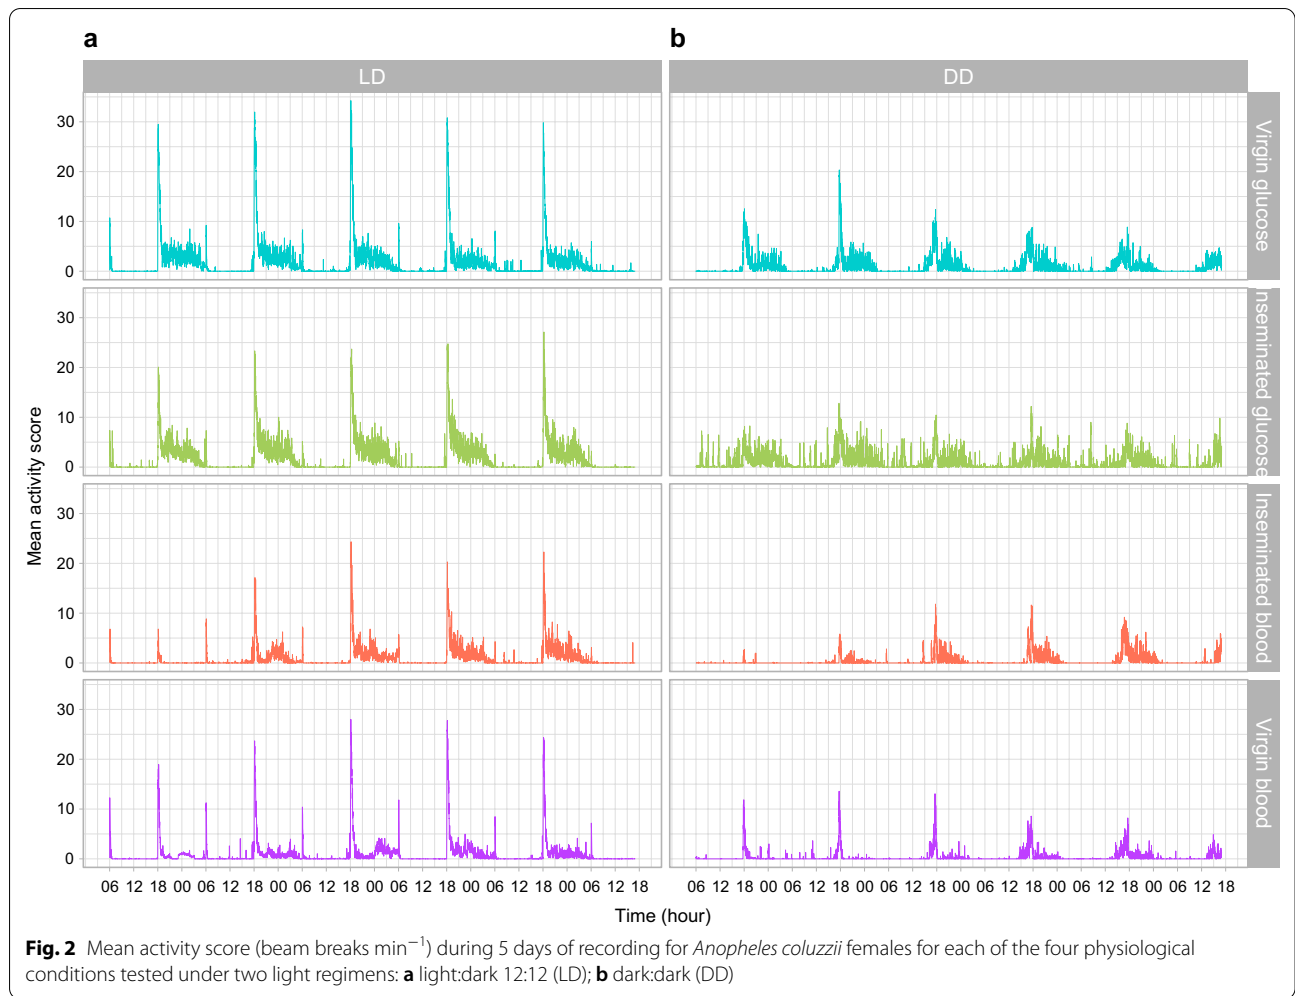 a
b
LD
DD
30
20
10
0
Virgin glucose
30
20
10
0
nseminated glucose
30
20
10
0
Inseminated blood
30
20
10
0
Virgin blood
Mean activity score
06 12 18 00 06 12 18 00 06 12 18 00 06 12 18 00 06 12 18 00 06 12 18
06 12 18 00 06 12 18 00 06 12 18 00 06 12 18 00 06 12 18 00 06 12 18
Time (hour)
Fig. 2 Mean activity score (beam breaks min⁻¹) during 5 days of recording for Anopheles coluzzii females for each of the four physiological
conditions tested under two light regimens: a light:dark 12:12 (LD); b dark:dark (DD)